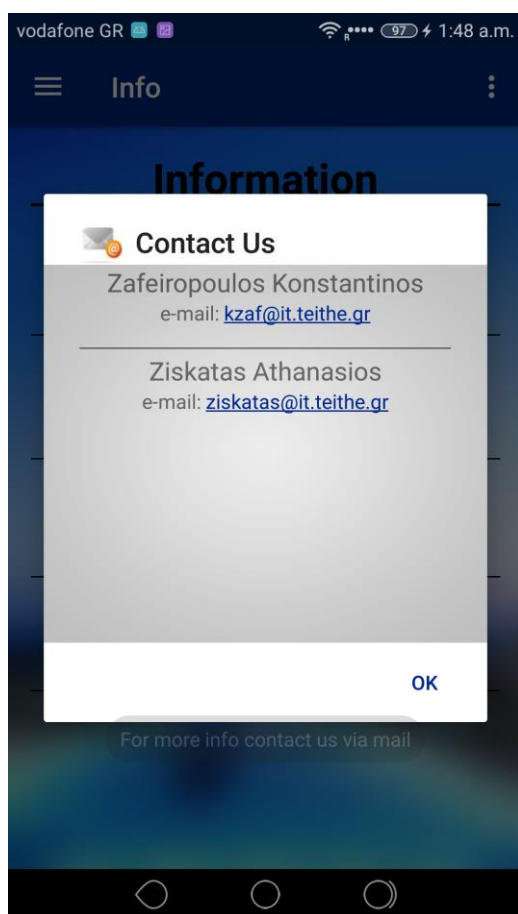 vodafone GR R 97 1:48 a.m.
Info
Information
Contact Us
Zafeiropoulos Konstantinos
e-mail: kzaf@it.teithe.gr
Ziskatas Athanasios
e-mail: ziskatas@it.teithe.gr
OK
For more info contact us via mail